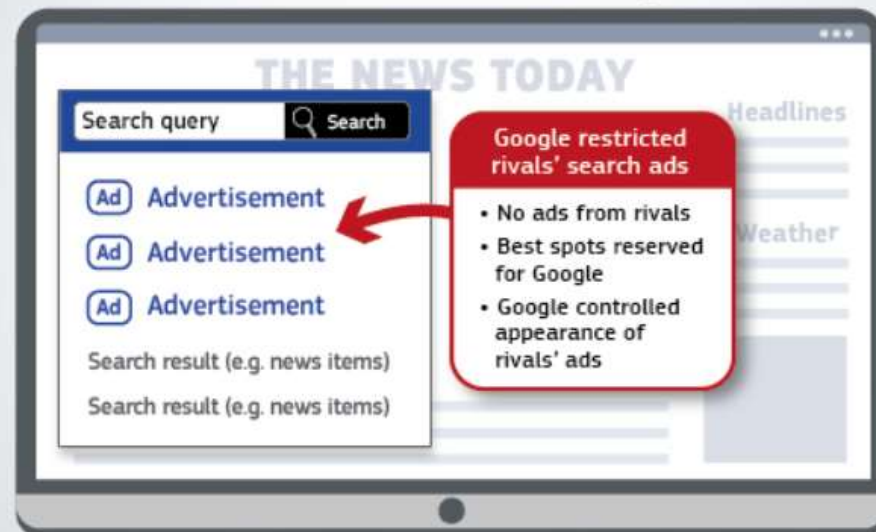 THE NEWS TODAY
Search query
Search
Ad Advertisement
Ad Advertisement
Ad Advertisement
Search result (e.g. news items)
Search result (e.g. news items)
Google restricted
rivals' search ads
• No ads from rivals
• Best spots reserved
for Google
• Google controlled
appearance of
rivals' ads
Headlines
Weather